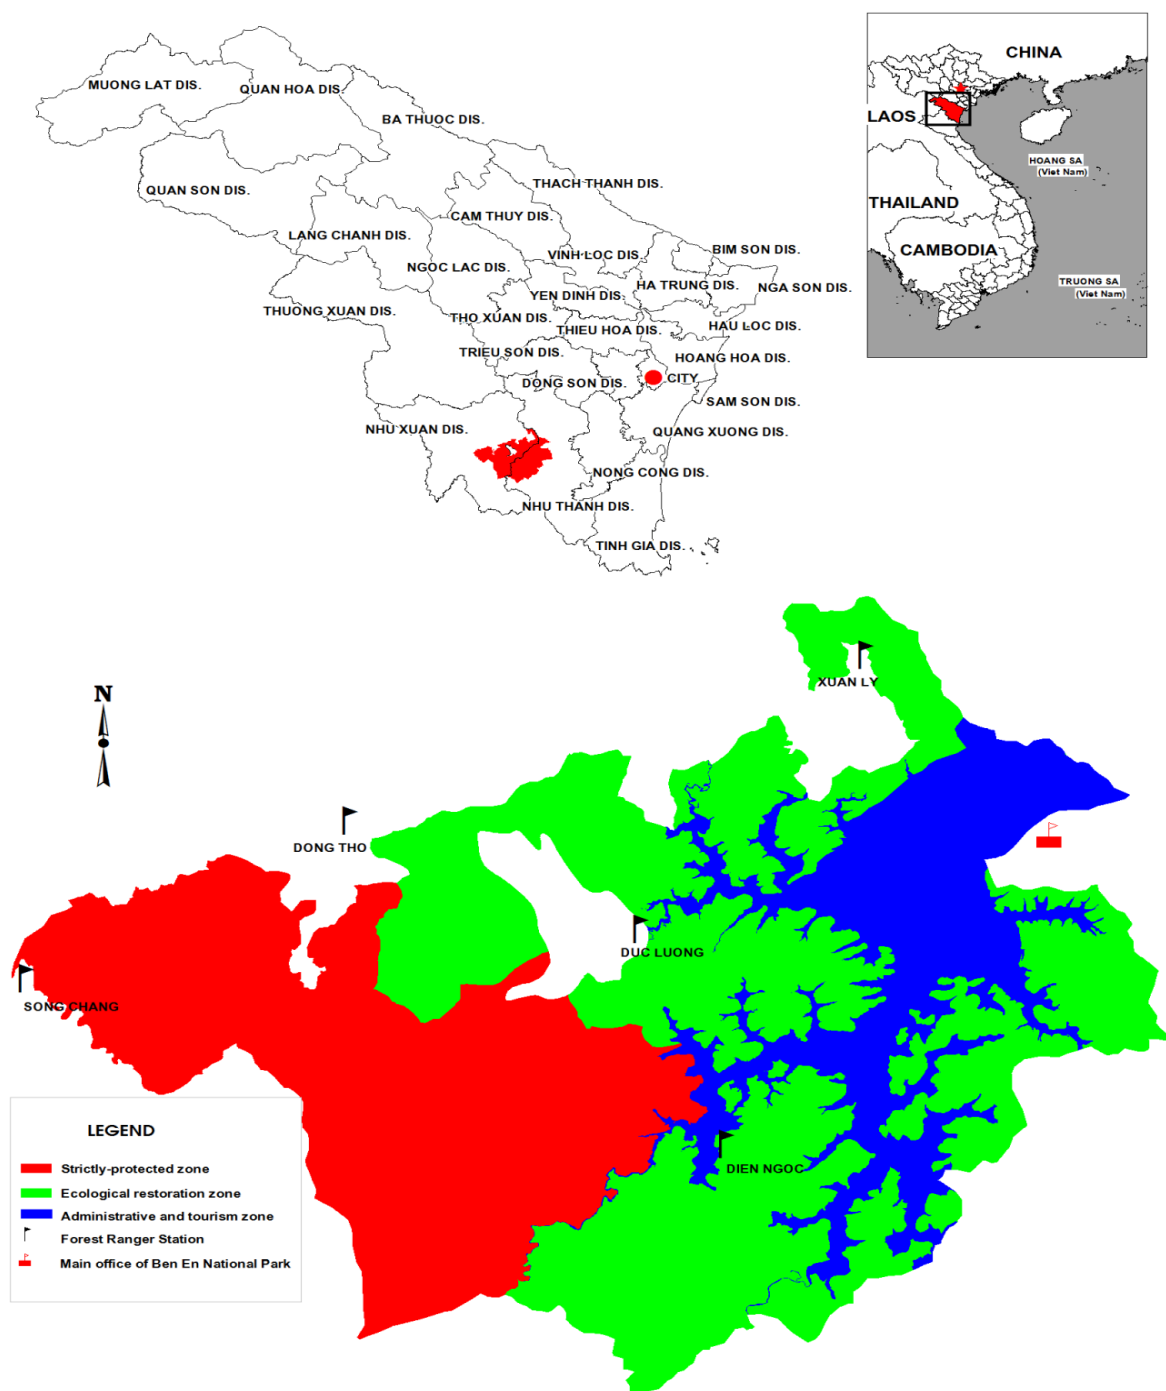 MUONG LAT DIS.
QUAN HOA DIS.
BA THUOC DIS.
QUAN SON DIS.
THACH THANH DIS.
CAM THUY DIS.
LANG CHANH DIS.
VINH LOC DIS.
BIM SON DIS.
NGOC LAC DIS.
HA TRUNG DIS.
NGA SON DIS.
YEN DINH DIS.
THUONG XUAN DIS.
THO XUAN DIS.
THIEU HOA DIS.
HAU LOC DIS.
TRIEU SON DIS.
HOANG HOA DIS.
DONG SON DIS.
CITY
SAM SON DIS.
NHU XUAN DIS.
QUANG XUONG DIS.
NONG CONG DIS.
NHU THANH DIS.
TINH GIA DIS.
CHINA
LAOS
HOANG SA
(Viet Nam)
THAILAND
CAMBODIA
TRUONG SA
(Viet Nam)
N
XUAN LY
DONG THO
DUC LUONG
SONG CHANG
DIEN NGOC
LEGEND
Strictly-protected zone
Ecological restoration zone
Administrative and tourism zone
Forest Ranger Station
Main office of Ben En National Park